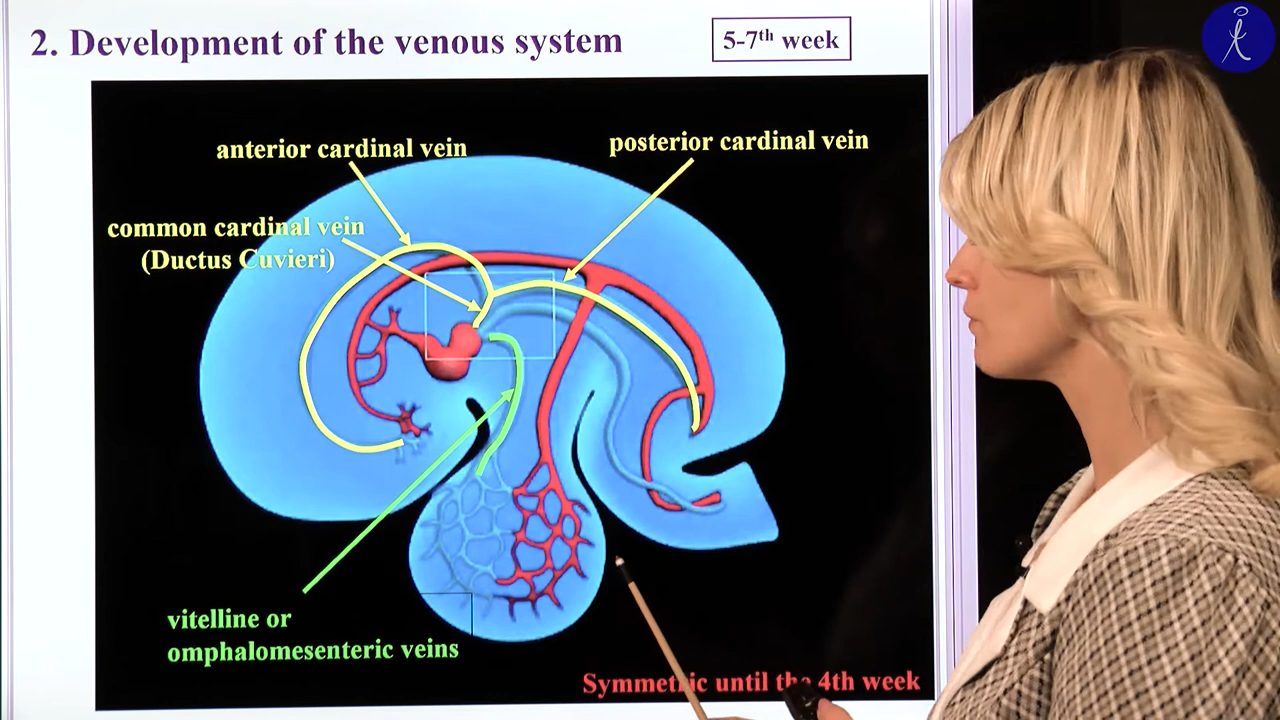 2. Development of the venous system
5-7th week
anterior cardinal vein
posterior cardinal vein
common cardinal vein
(Ductus Cuvieri)
vitelline or
omphalomesenteric veins
Symmetric until the 4th week